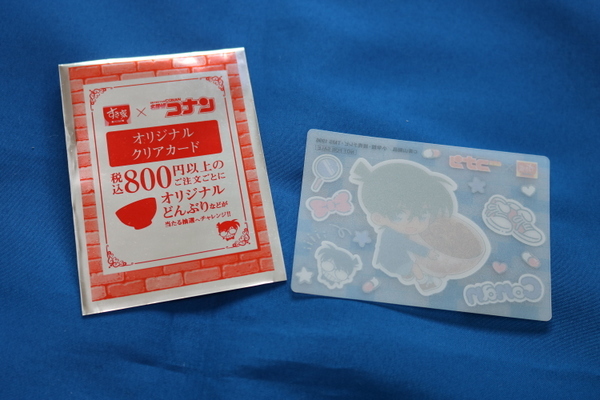 すき家 × 名探偵コナン
オリジナル
クリアカード
税込800円以上の
ご注文ごとに
オリジナル
どんぶりなどが
当たる抽選へチャレンジ!!